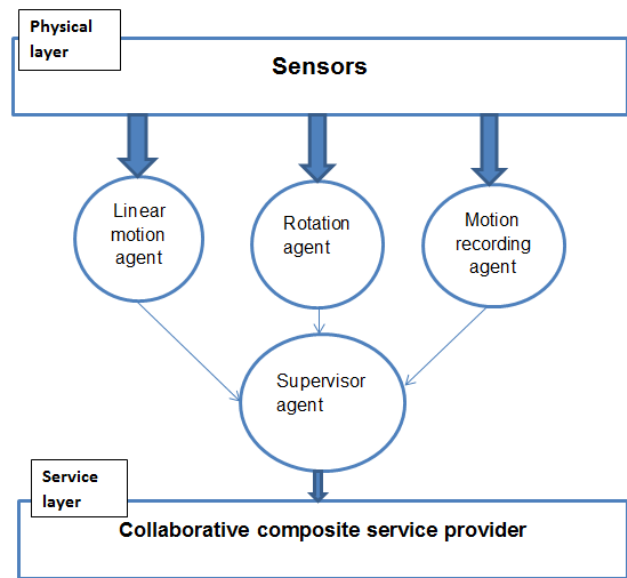 Physical
layer
Sensors
Linear
motion
agent
Rotation
agent
Motion
recording
agent
Supervisor
agent
Service
layer
Collaborative composite service provider